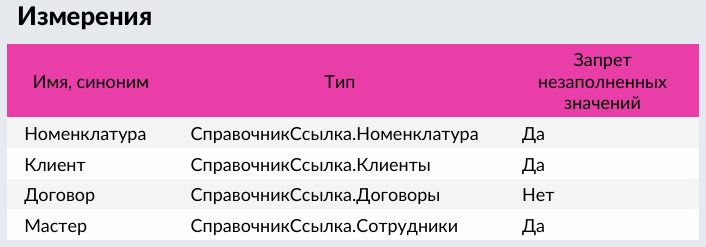 Измерения
Имя, синоним Тип Запрет
незаполненных
значений
Номенклатура СправочникСсылка.Номенклатура Да
Клиент СправочникСсылка.Клиенты Да
Договор СправочникСсылка.Договоры Нет
Мастер СправочникСсылка.Сотрудники Да